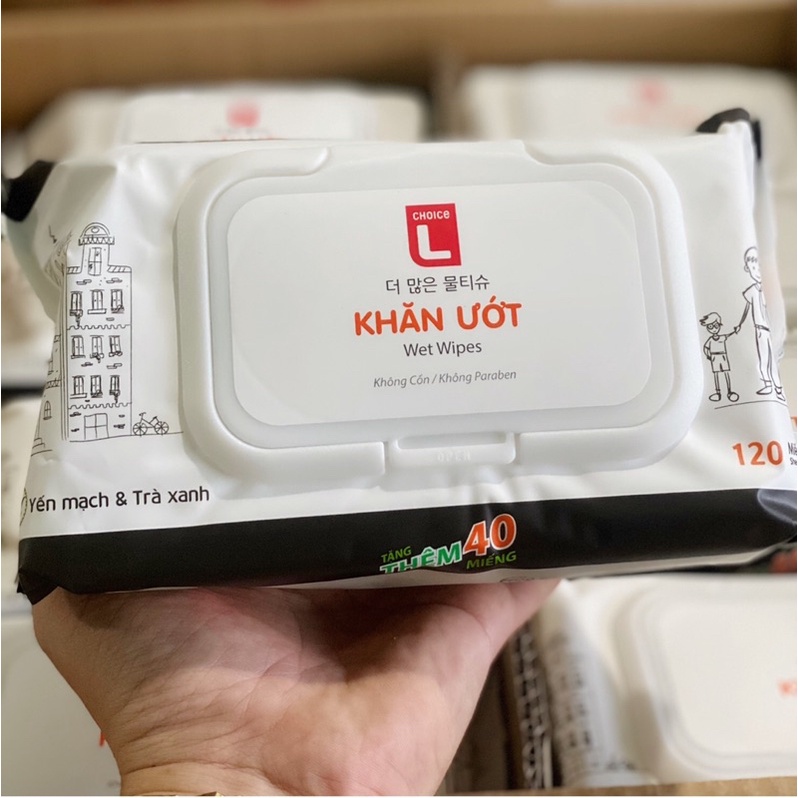 CHOICE
L
더 많은 물티슈
KHĂN ƯỚT
Wet Wipes
Không Cồn / Không Paraben
OPEN
120
Yến mạch & Trà xanh
TẶNG
THÊM 40
MIẾNG